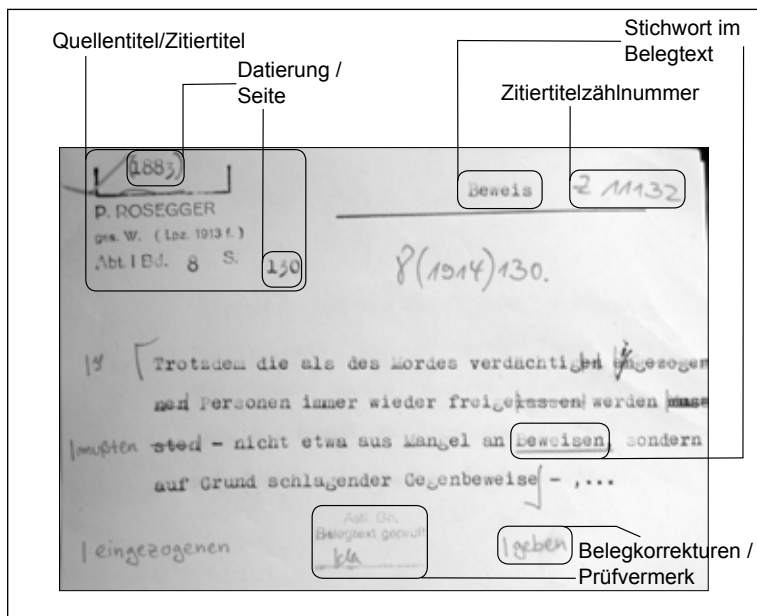 Quellentitel/Zitiertitel
Datierung /
Seite
Stichwort im
Belegtext
Zitiertitelzählnummer
(1883)
P. ROSEGGER
ges. W. (Lpz. 1913 f.)
Abt. I Bd. 8 S. 130
Beweis
Z 11132
8(1914)130.
Trotzdem die als des Mordes verdächtigen eingezogen
nen Personen immer wieder freigelassen werden muss
mußten sted - nicht etwa aus Mangel an Beweisen, sondern
auf Grund schlagender Gegenbeweise - ,...
Belegtext geprüft
eingezogenen
geben
Belegkorrekturen /
Prüfvermerk